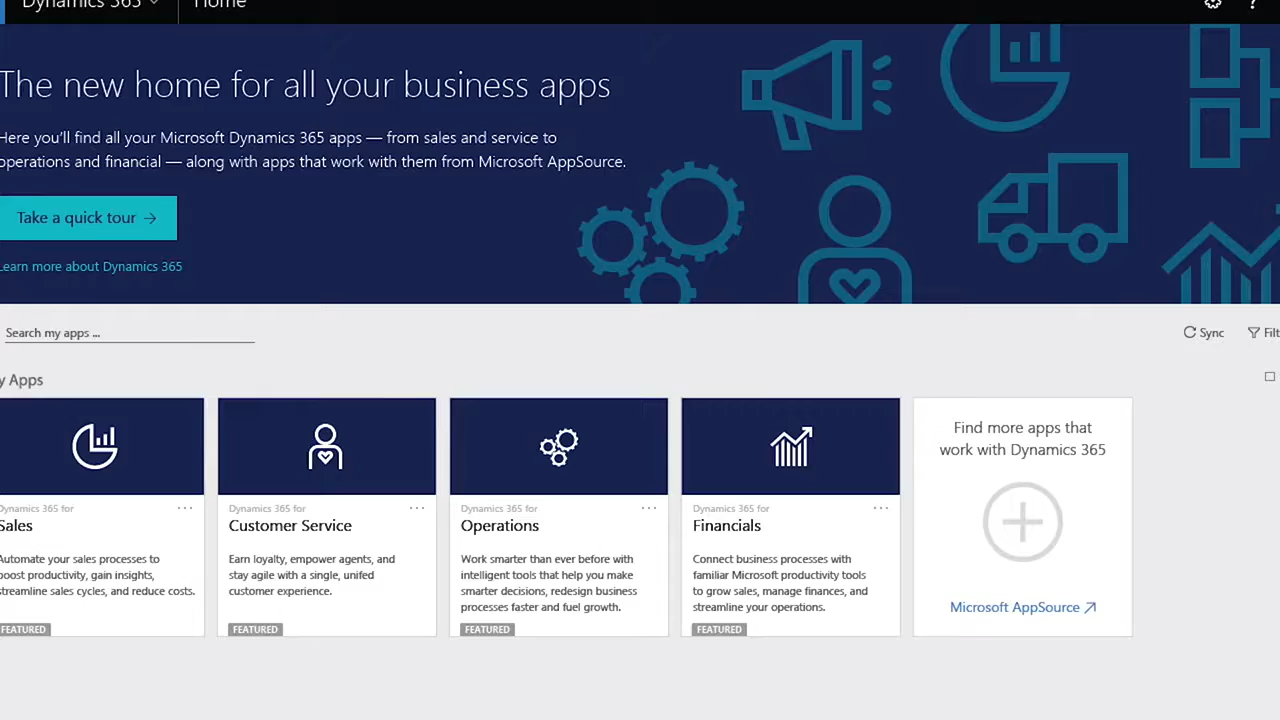 Dynamics 365 Home ?
The new home for all your business apps
Here you'll find all your Microsoft Dynamics 365 apps — from sales and service to
operations and financial — along with apps that work with them from Microsoft AppSource.
Take a quick tour →
Learn more about Dynamics 365
Search my apps ...
Sync
Filt
y Apps
Dynamics 365 for
Sales
Automate your sales processes to
boost productivity, gain insights,
streamline sales cycles, and reduce costs.
FEATURED
Dynamics 365 for
Customer Service
Earn loyalty, empower agents, and
stay agile with a single, unifed
customer experience.
FEATURED
Dynamics 365 for
Operations
Work smarter than ever before with
intelligent tools that help you make
smarter decisions, redesign business
processes faster and fuel growth.
FEATURED
Dynamics 365 for
Financials
Connect business processes with
familiar Microsoft productivity tools
to grow sales, manage finances, and
streamline your operations.
FEATURED
Find more apps that
work with Dynamics 365
Microsoft AppSource